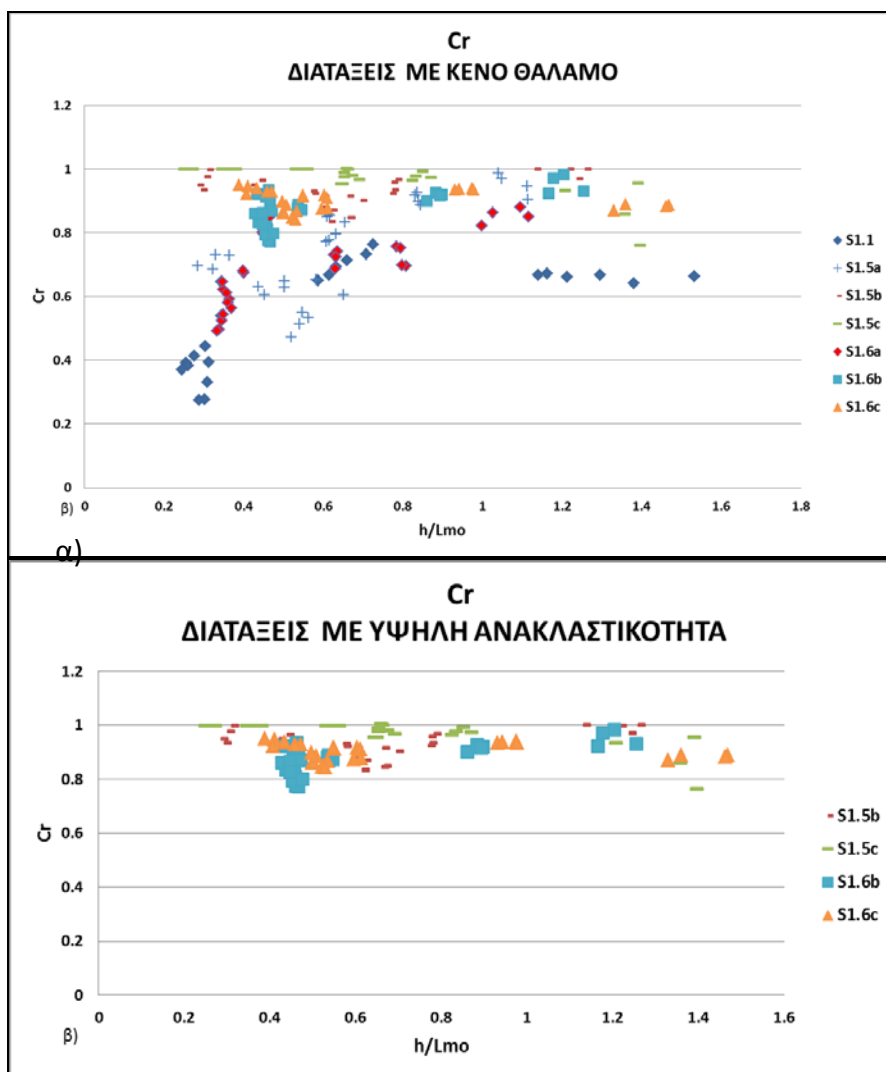 Cr
ΔΙΑΤΑΞΕΙΣ ΜΕ ΚΕΝΟ ΘΑΛΑΜΟ
1.2
1
0.8
0.6
0.4
0.2
0
Cr
0 0.2 0.4 0.6 0.8 1 1.2 1.4 1.6 1.8
h/Lmo
S1.1
S1.5a
S1.5b
S1.5c
S1.6a
S1.6b
S1.6c
β)
α)
Cr
ΔΙΑΤΑΞΕΙΣ ΜΕ ΥΨΗΛΗ ΑΝΑΚΛΑΣΤΙΚΟΤΗΤΑ
1.2
1
0.8
0.6
0.4
0.2
0
Cr
0 0.2 0.4 0.6 0.8 1 1.2 1.4 1.6
h/Lmo
S1.5b
S1.5c
S1.6b
S1.6c
β)